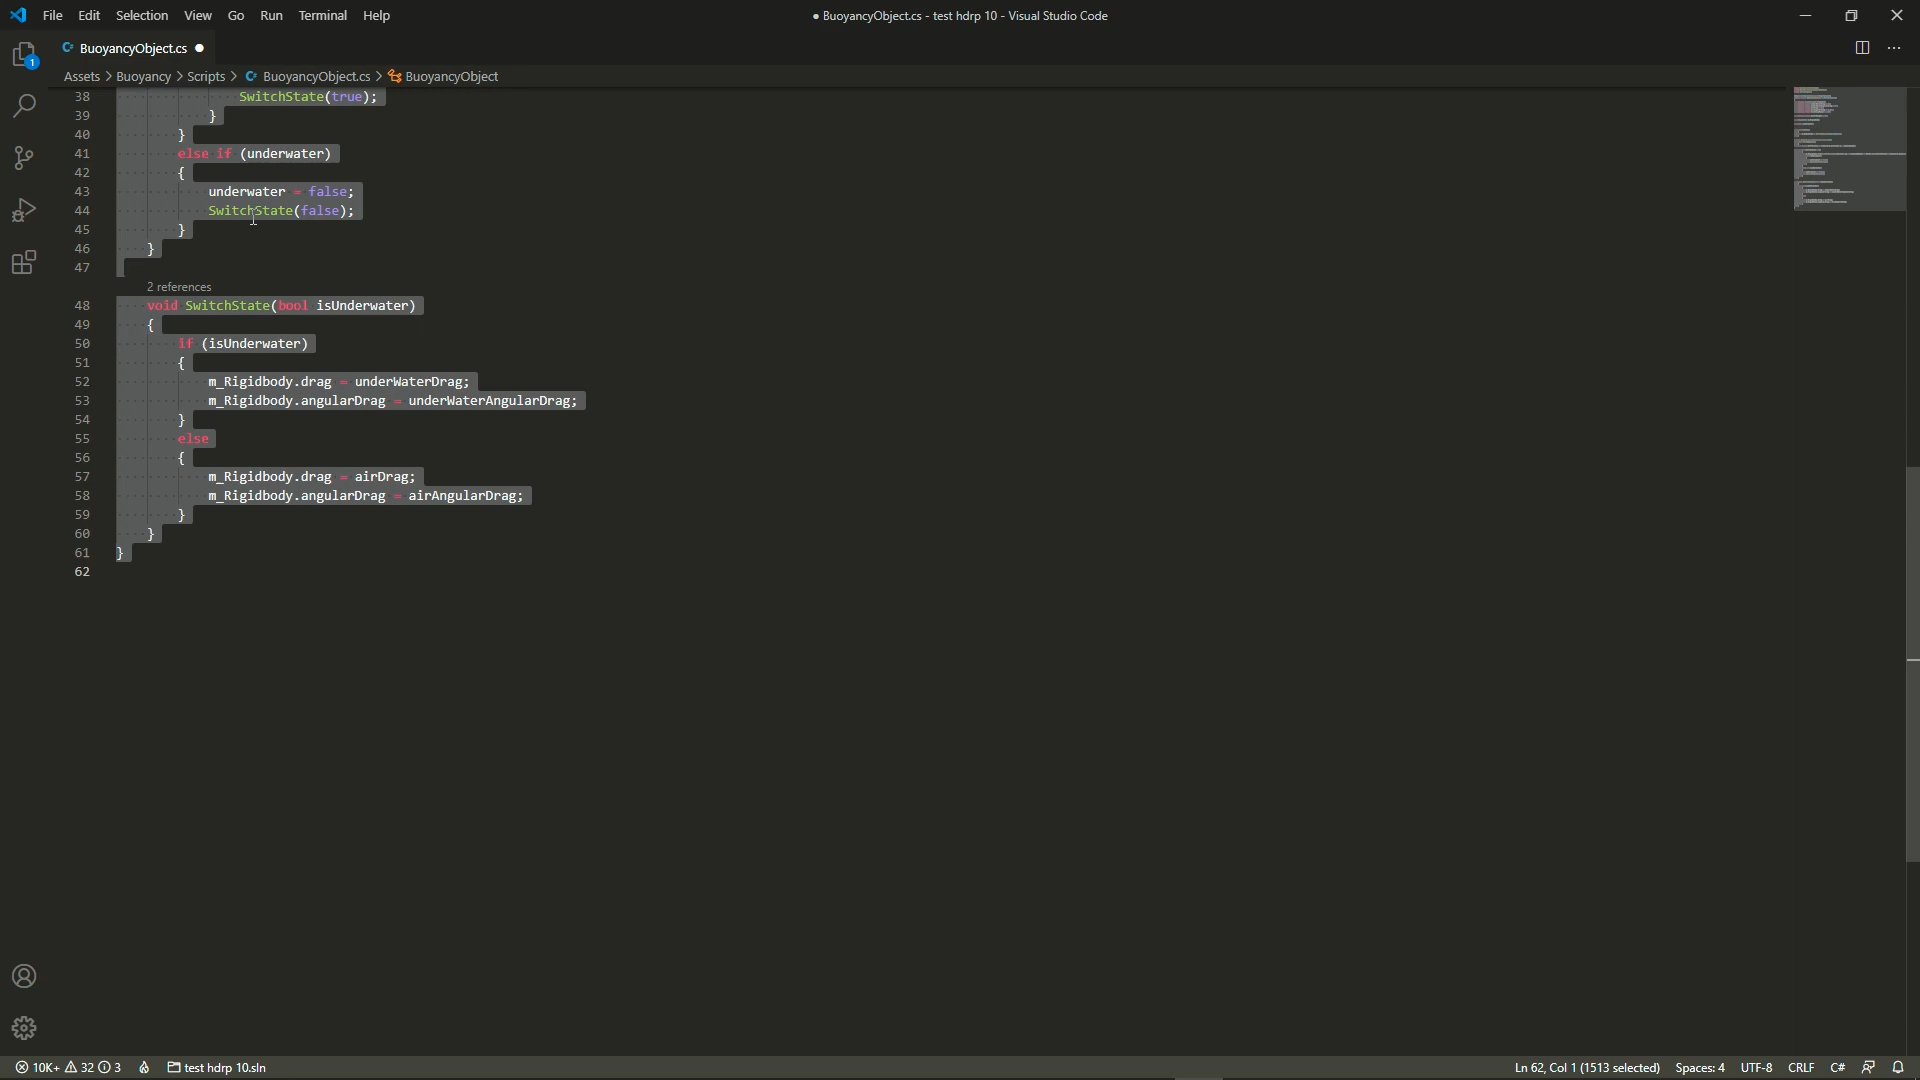 File Edit Selection View Go Run Terminal Help
● BuoyancyObject.cs - test hdrp 10 - Visual Studio Code
C# BuoyancyObject.cs ●
1
Assets > Buoyancy > Scripts > C# BuoyancyObject.cs > BuoyancyObject
38 SwitchState(true);
39 }
40 }
41 else if (underwater)
42 {
43 underwater = false;
44 SwitchState(false);
45 }
46 }
47
2 references
48 void SwitchState(bool isUnderwater)
49 {
50 if (isUnderwater)
51 {
52 m_Rigidbody.drag = underWaterDrag;
53 m_Rigidbody.angularDrag = underWaterAngularDrag;
54 }
55 else
56 {
57 m_Rigidbody.drag = airDrag;
58 m_Rigidbody.angularDrag = airAngularDrag;
59 }
60 }
61 }
62
10K+ 32 3 test hdrp 10.sln Ln 62, Col 1 (1513 selected) Spaces: 4 UTF-8 CRLF C#